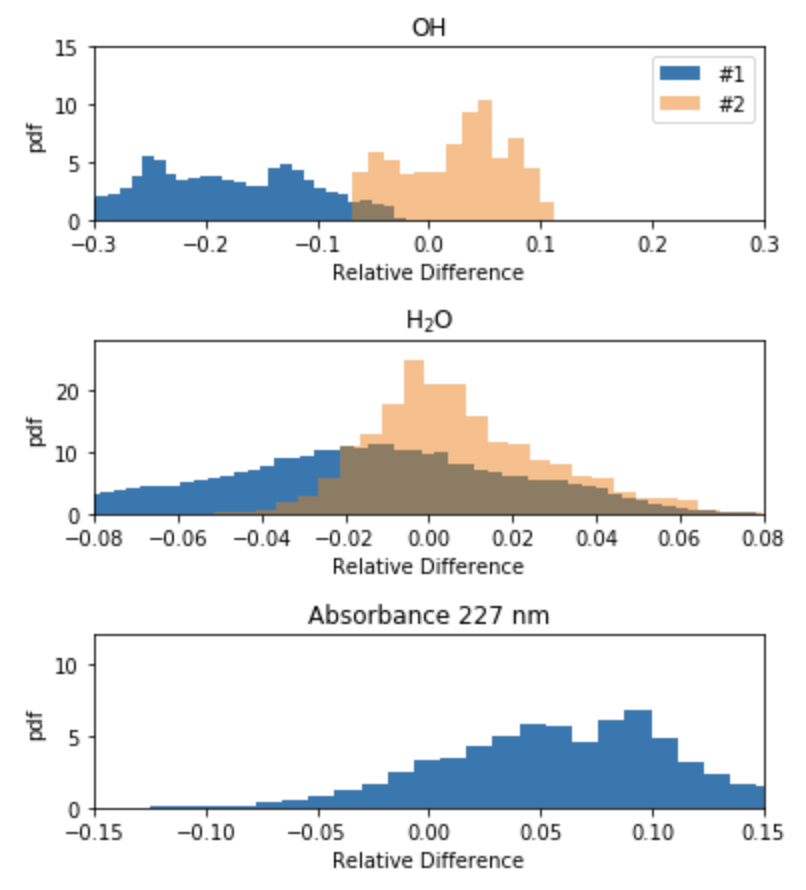 OH
15
10
5
0
pdf
#1
#2
−0.3 −0.2 −0.1 0.0 0.1 0.2 0.3
Relative Difference
H₂O
20
10
0
pdf
−0.08 −0.06 −0.04 −0.02 0.00 0.02 0.04 0.06 0.08
Relative Difference
Absorbance 227 nm
10
5
0
pdf
−0.15 −0.10 −0.05 0.00 0.05 0.10 0.15
Relative Difference